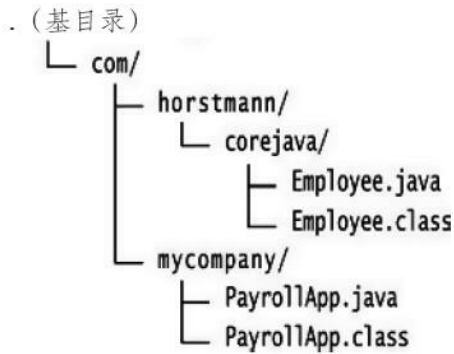 . (基目录)
com/
horstmann/
corejava/
Employee.java
Employee.class
mycompany/
PayrollApp.java
PayrollApp.class